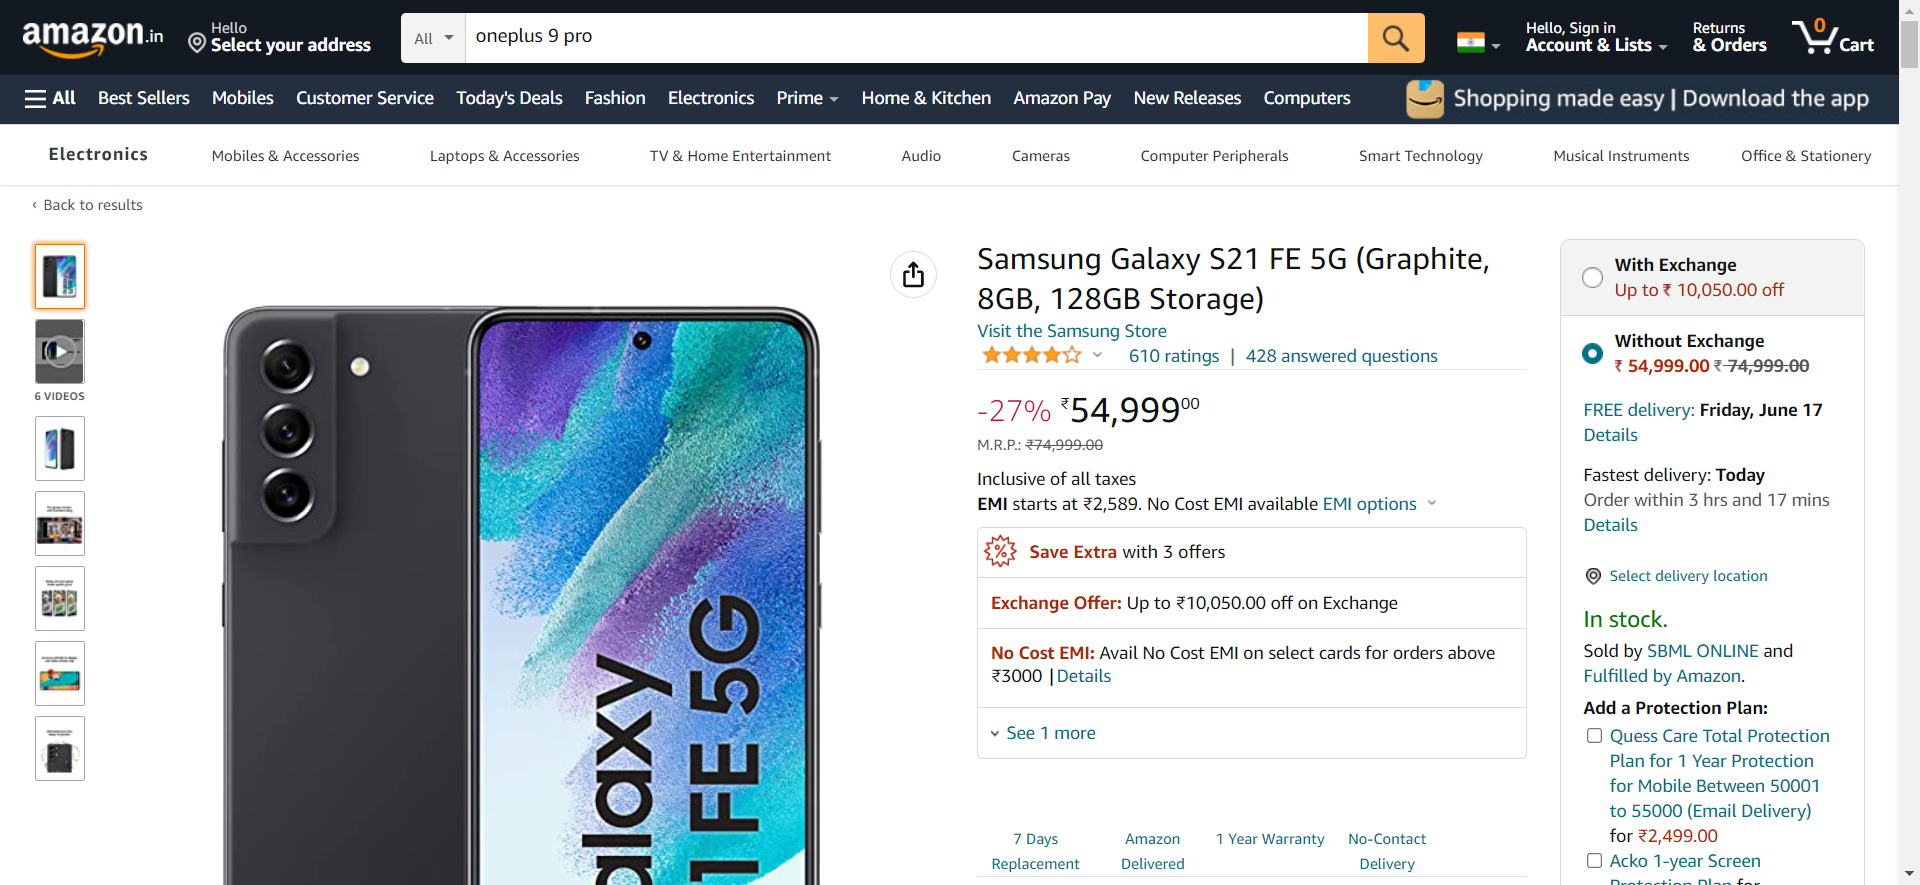 amazon.in
Hello
Select your address
All
oneplus 9 pro
Hello, Sign in
Account & Lists
Returns
& Orders
0
Cart
All
Best Sellers
Mobiles
Customer Service
Today's Deals
Fashion
Electronics
Prime
Home & Kitchen
Amazon Pay
New Releases
Computers
Shopping made easy | Download the app
Electronics
Mobiles & Accessories
Laptops & Accessories
TV & Home Entertainment
Audio
Cameras
Computer Peripherals
Smart Technology
Musical Instruments
Office & Stationery
‹ Back to results
6 VIDEOS
alaxy
1 FE 5G
Samsung Galaxy S21 FE 5G (Graphite,
8GB, 128GB Storage)
Visit the Samsung Store
610 ratings | 428 answered questions
-27% ₹54,99900
M.R.P.: ₹74,999.00
Inclusive of all taxes
EMI starts at ₹2,589. No Cost EMI available EMI options
% Save Extra with 3 offers
Exchange Offer: Up to ₹10,050.00 off on Exchange
No Cost EMI: Avail No Cost EMI on select cards for orders above
₹3000 | Details
See 1 more
7 Days
Replacement
Amazon
Delivered
1 Year Warranty
No-Contact
Delivery
With Exchange
Up to ₹ 10,050.00 off
Without Exchange
₹ 54,999.00 ₹ 74,999.00
FREE delivery: Friday, June 17
Details
Fastest delivery: Today
Order within 3 hrs and 17 mins
Details
Select delivery location
In stock.
Sold by SBML ONLINE and
Fulfilled by Amazon.
Add a Protection Plan:
Quess Care Total Protection
Plan for 1 Year Protection
for Mobile Between 50001
to 55000 (Email Delivery)
for ₹2,499.00
Acko 1-year Screen
Protection Plan for